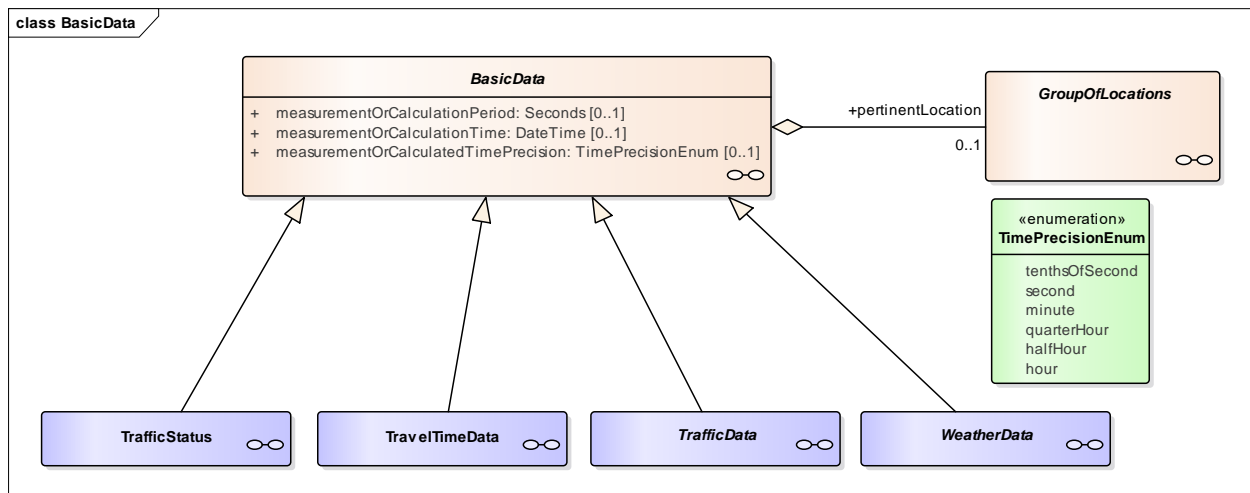 class BasicData
BasicData
+ measurementOrCalculationPeriod: Seconds [0..1]
+ measurementOrCalculationTime: DateTime [0..1]
+ measurementOrCalculatedTimePrecision: TimePrecisionEnum [0..1]
+pertinentLocation
0..1
GroupOfLocations
«enumeration»
TimePrecisionEnum
tenthsOfSecond
second
minute
quarterHour
halfHour
hour
TrafficStatus
TravelTimeData
TrafficData
WeatherData